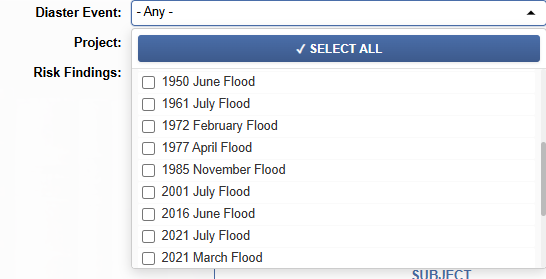 Diaster Event:
- Any -
Project:
✓ SELECT ALL
Risk Findings:
1950 June Flood
1961 July Flood
1972 February Flood
1977 April Flood
1985 November Flood
2001 July Flood
2016 June Flood
2021 July Flood
2021 March Flood
SUBJECT